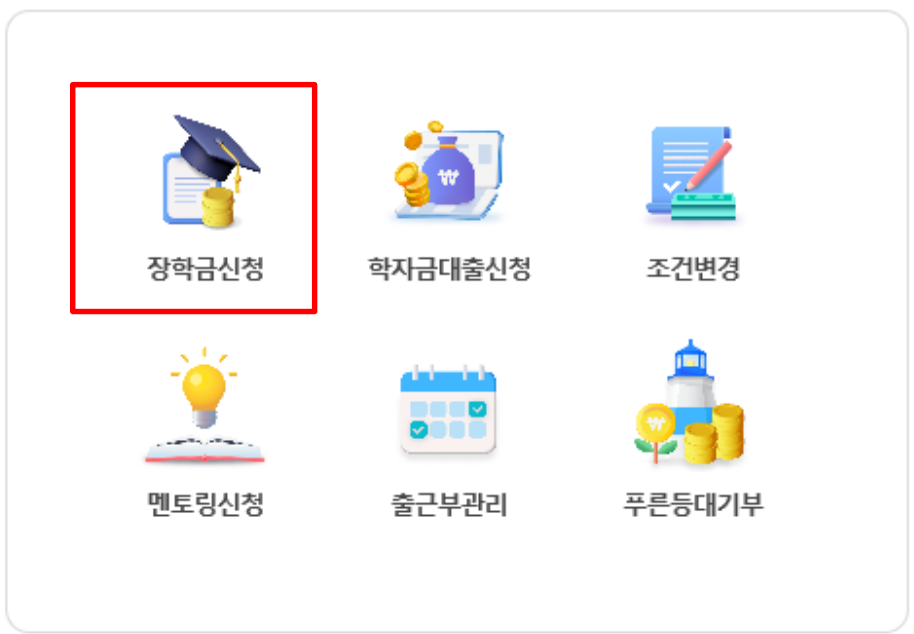 장학금신청
학자금대출신청
조건변경
멘토링신청
출근부관리
푸른등대기부